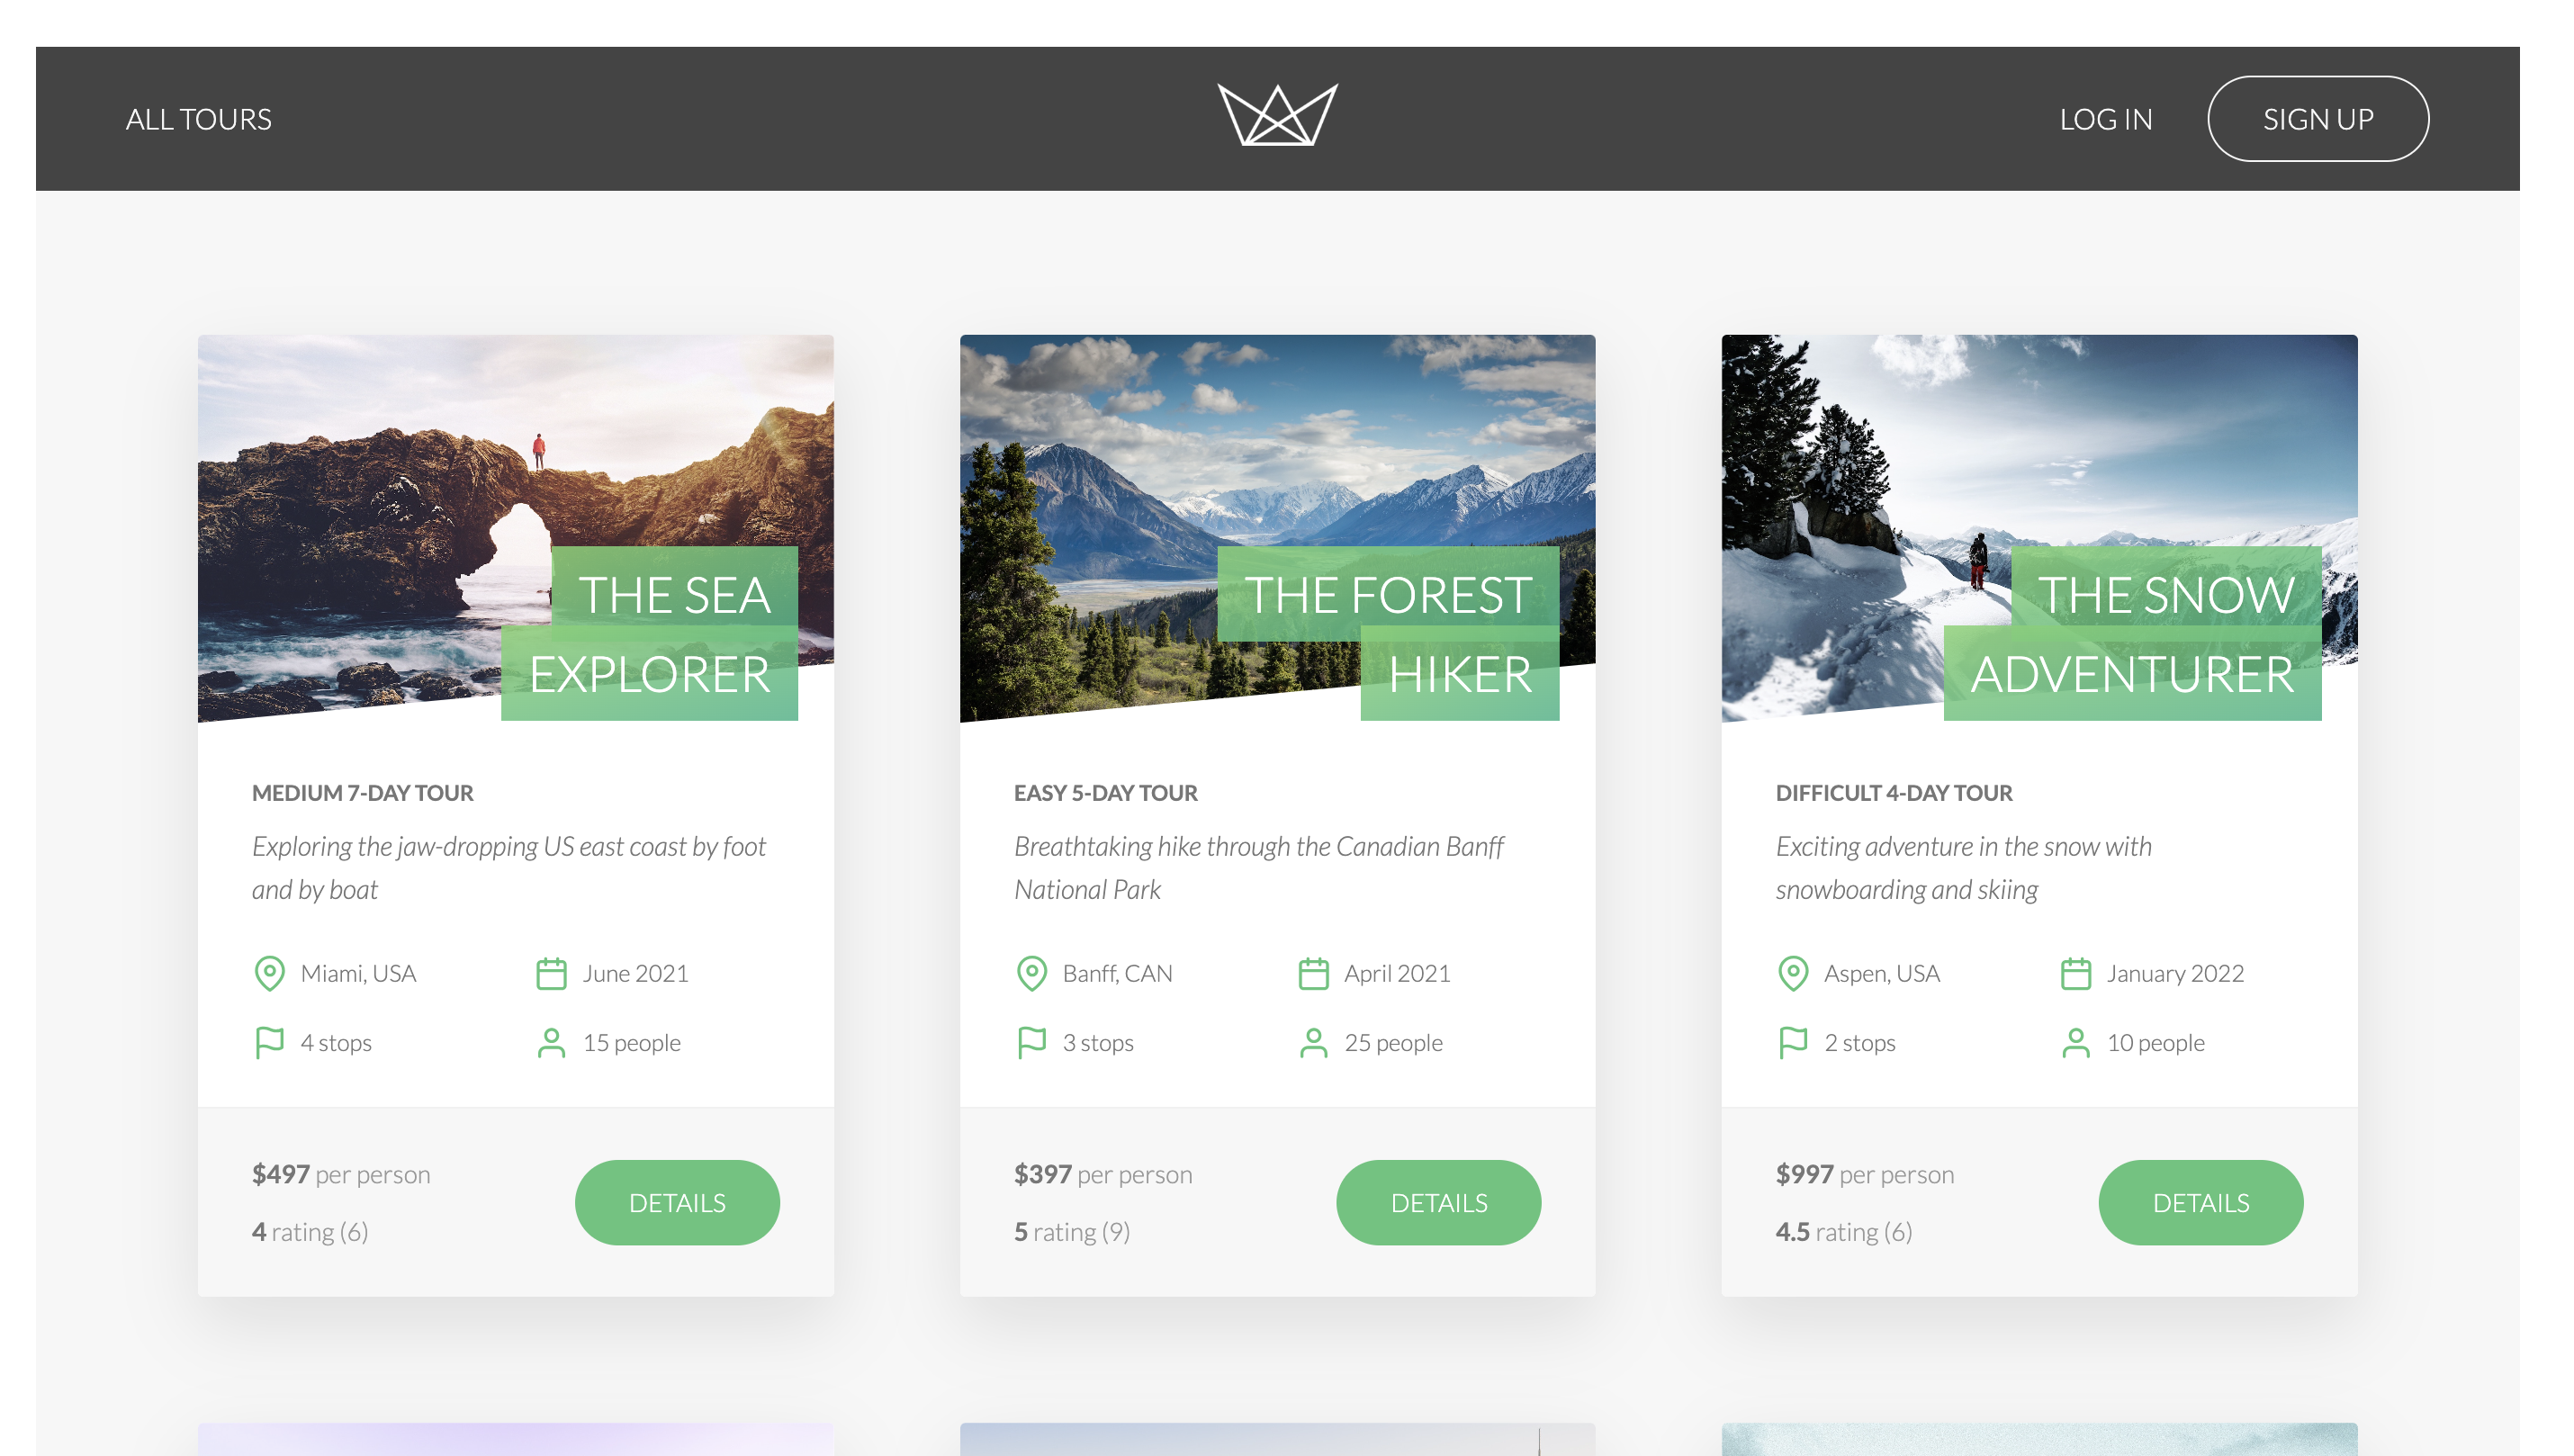 ALL TOURS
LOG IN
SIGN UP
THE SEA
EXPLORER
MEDIUM 7-DAY TOUR
Exploring the jaw-dropping US east coast by foot
and by boat
Miami, USA
June 2021
4 stops
15 people
$497 per person
4 rating (6)
DETAILS
THE FOREST
HIKER
EASY 5-DAY TOUR
Breathtaking hike through the Canadian Banff
National Park
Banff, CAN
April 2021
3 stops
25 people
$397 per person
5 rating (9)
DETAILS
THE SNOW
ADVENTURER
DIFFICULT 4-DAY TOUR
Exciting adventure in the snow with
snowboarding and skiing
Aspen, USA
January 2022
2 stops
10 people
$997 per person
4.5 rating (6)
DETAILS